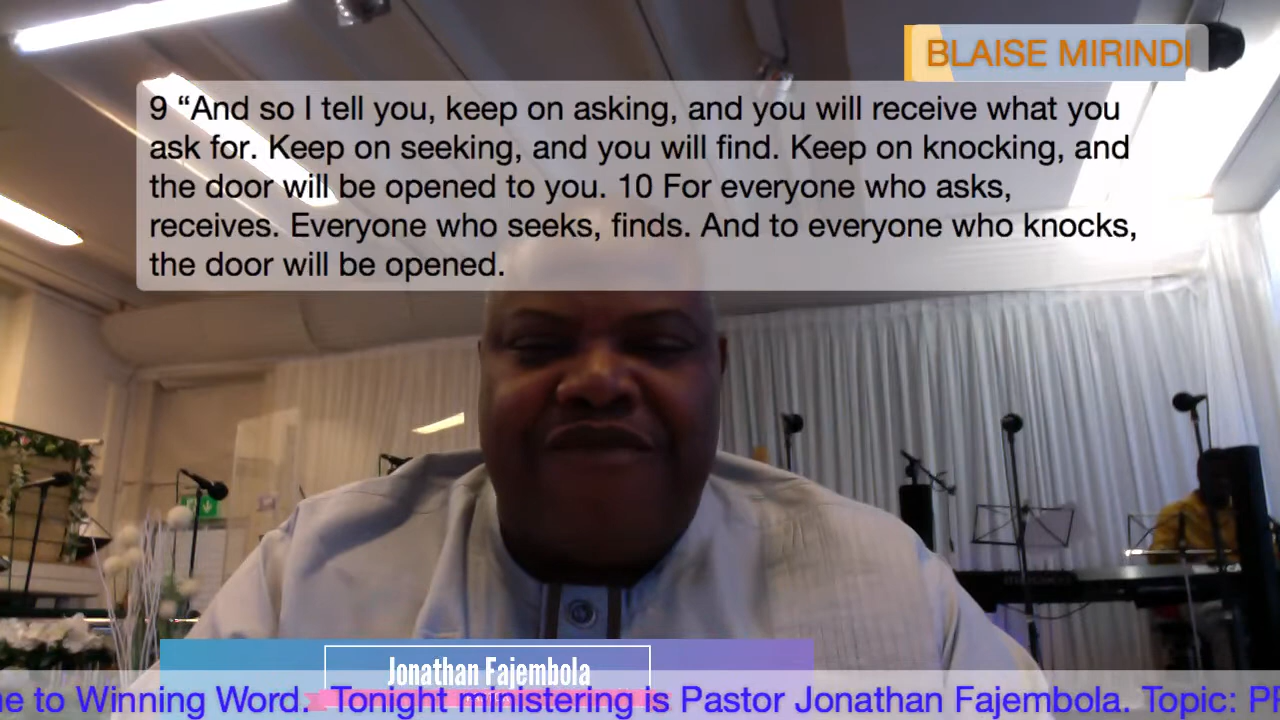 BLAISE MIRINDI
9 “And so I tell you, keep on asking, and you will receive what you
ask for. Keep on seeking, and you will find. Keep on knocking, and
the door will be opened to you. 10 For everyone who asks,
receives. Everyone who seeks, finds. And to everyone who knocks,
the door will be opened.
Jonathan Fajembola
to Winning Word. Tonight ministering is Pastor Jonathan Fajembola. Topic: